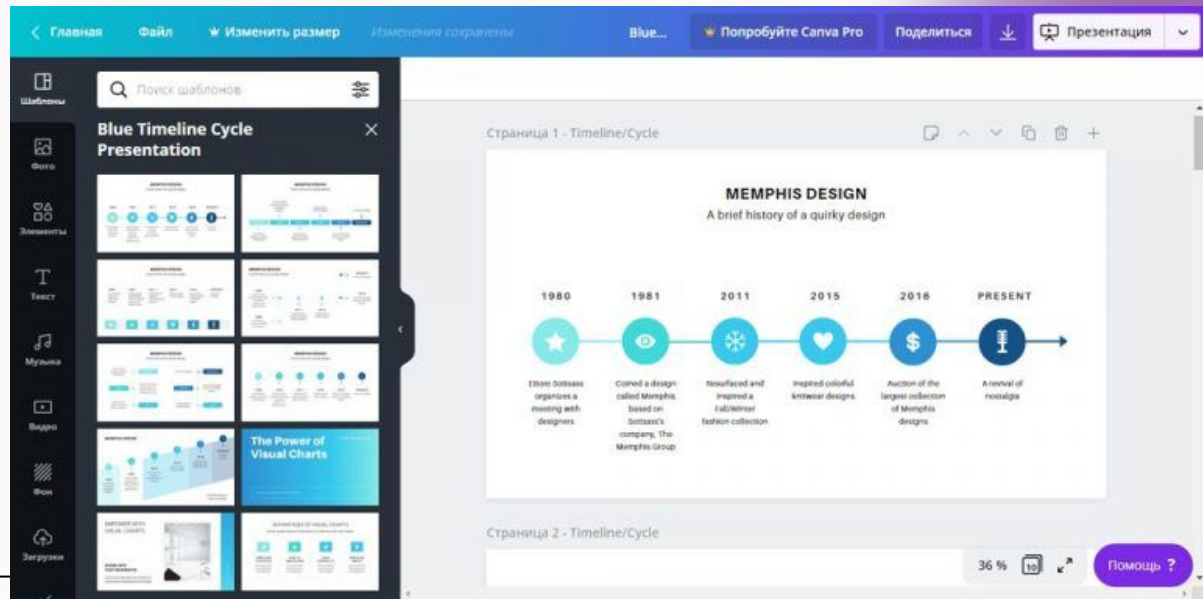 Главная
Файл
Изменить размер
Изменения сохранены
Blue...
Попробуйте Canva Pro
Поделиться
Презентация
Шаблоны
Фото
Элементы
Текст
Музыка
Видео
Фон
Загрузки
Поиск шаблонов
Blue Timeline Cycle
Presentation
The Power of
Visual Charts
Страница 1 - Timeline/Cycle
MEMPHIS DESIGN
A brief history of a quirky design
1980
1981
2011
2015
2016
PRESENT
Ettore Sottsass
organizes a
meeting with
designers
Coined a design
called Memphis
based on
Sottsass's
company, The
Memphis Group
Resurfaced and
inspired a
Fall/Winter
fashion collection
Inspired colorful
knitwear designs
Auction of the
largest collection
of Memphis
designs
A revival of
nostalgia
Страница 2 - Timeline/Cycle
36 %
10
Помощь ?